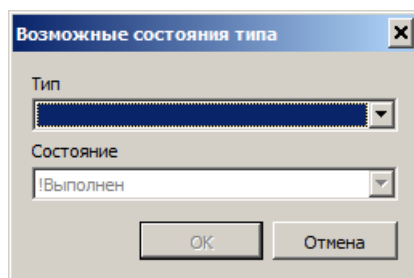 Возможные состояния типа
Тип
Состояние
!Выполнен
OK
Отмена